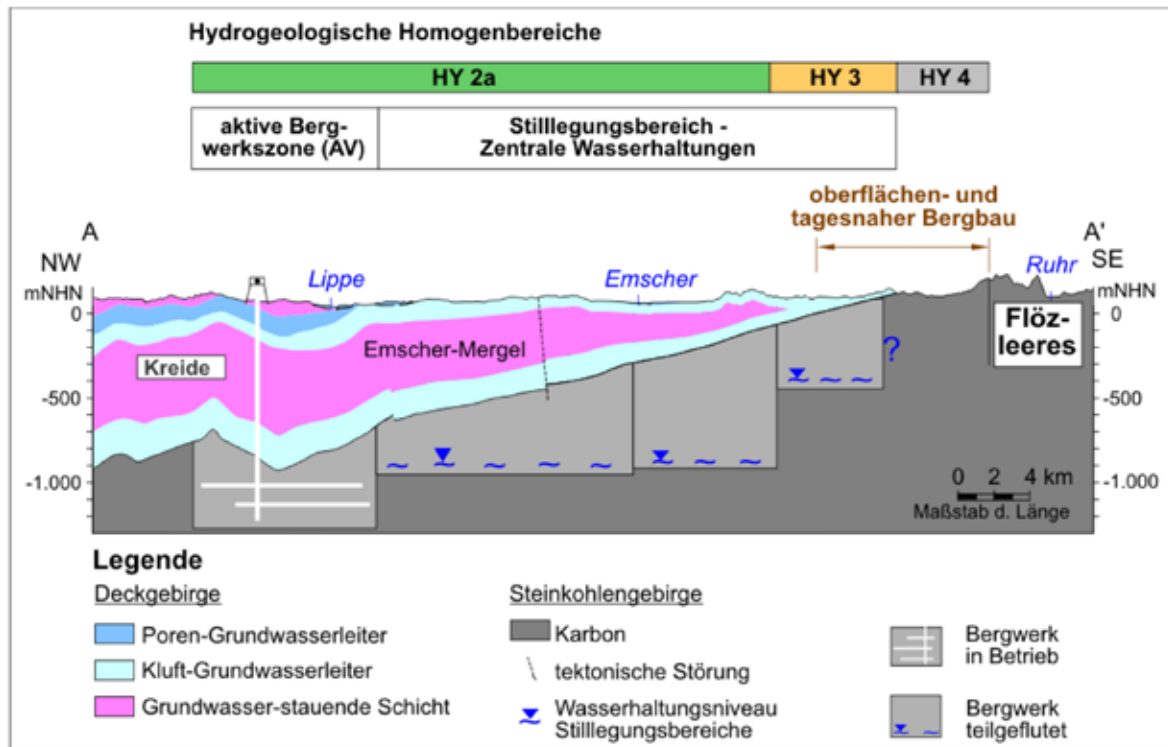 Hydrogeologische Homogenbereiche
HY 2a
HY 3
HY 4
aktive Berg-
werkszone (AV)
Stilllegungsbereich -
Zentrale Wasserhaltungen
oberflächen- und
tagesnaher Bergbau
A
A'
NW
SE
mNHN
mNHN
Lippe
Emscher
Ruhr
0
0
Flöz-
leeres
Emscher-Mergel
Kreide
?
-500
-500
-1.000
-1.000
0 2 4 km
Maßstab d. Länge
Legende
Deckgebirge
Poren-Grundwasserleiter
Kluft-Grundwasserleiter
Grundwasser-stauende Schicht
Steinkohlengebirge
Karbon
tektonische Störung
Wasserhaltungsniveau
Stilllegungsbereiche
Bergwerk
in Betrieb
Bergwerk
teilgeflutet